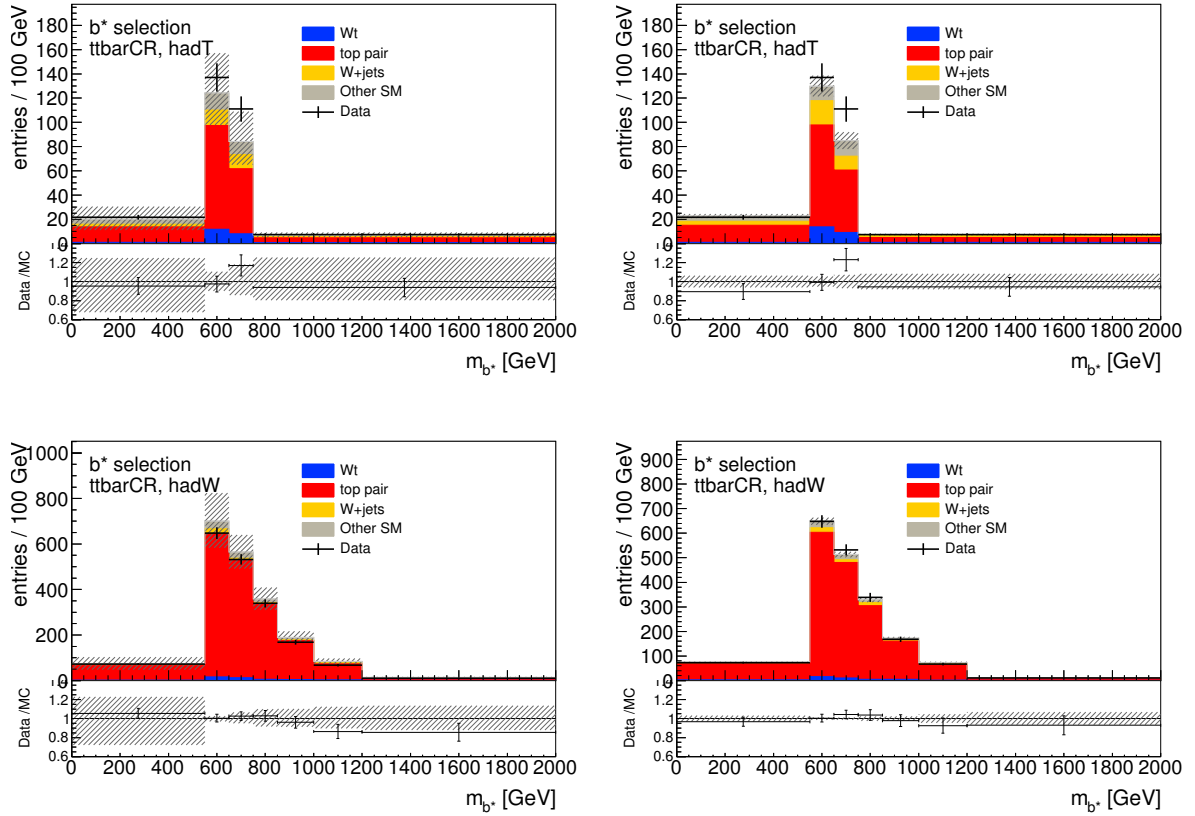 entries / 100 GeV
180
160
140
120
100
80
60
40
20
0
b* selection
ttbarCR, hadT
Wt
top pair
W+jets
Other SM
Data
Data /MC
1.2
1
0.8
0.6
0 200 400 600 800 1000 1200 1400 1600 1800 2000
m_b* [GeV]
entries / 100 GeV
180
160
140
120
100
80
60
40
20
0
b* selection
ttbarCR, hadT
Wt
top pair
W+jets
Other SM
Data
Data /MC
1.2
1
0.8
0.6
0 200 400 600 800 1000 1200 1400 1600 1800 2000
m_b* [GeV]
entries / 100 GeV
1000
800
600
400
200
b* selection
ttbarCR, hadW
Wt
top pair
W+jets
Other SM
Data
Data /MC
1.2
1
0.8
0.6
0 200 400 600 800 1000 1200 1400 1600 1800 2000
m_b* [GeV]
entries / 100 GeV
900
800
700
600
500
400
300
200
100
b* selection
ttbarCR, hadW
Wt
top pair
W+jets
Other SM
Data
Data /MC
1.2
1
0.8
0.6
0 200 400 600 800 1000 1200 1400 1600 1800 2000
m_b* [GeV]